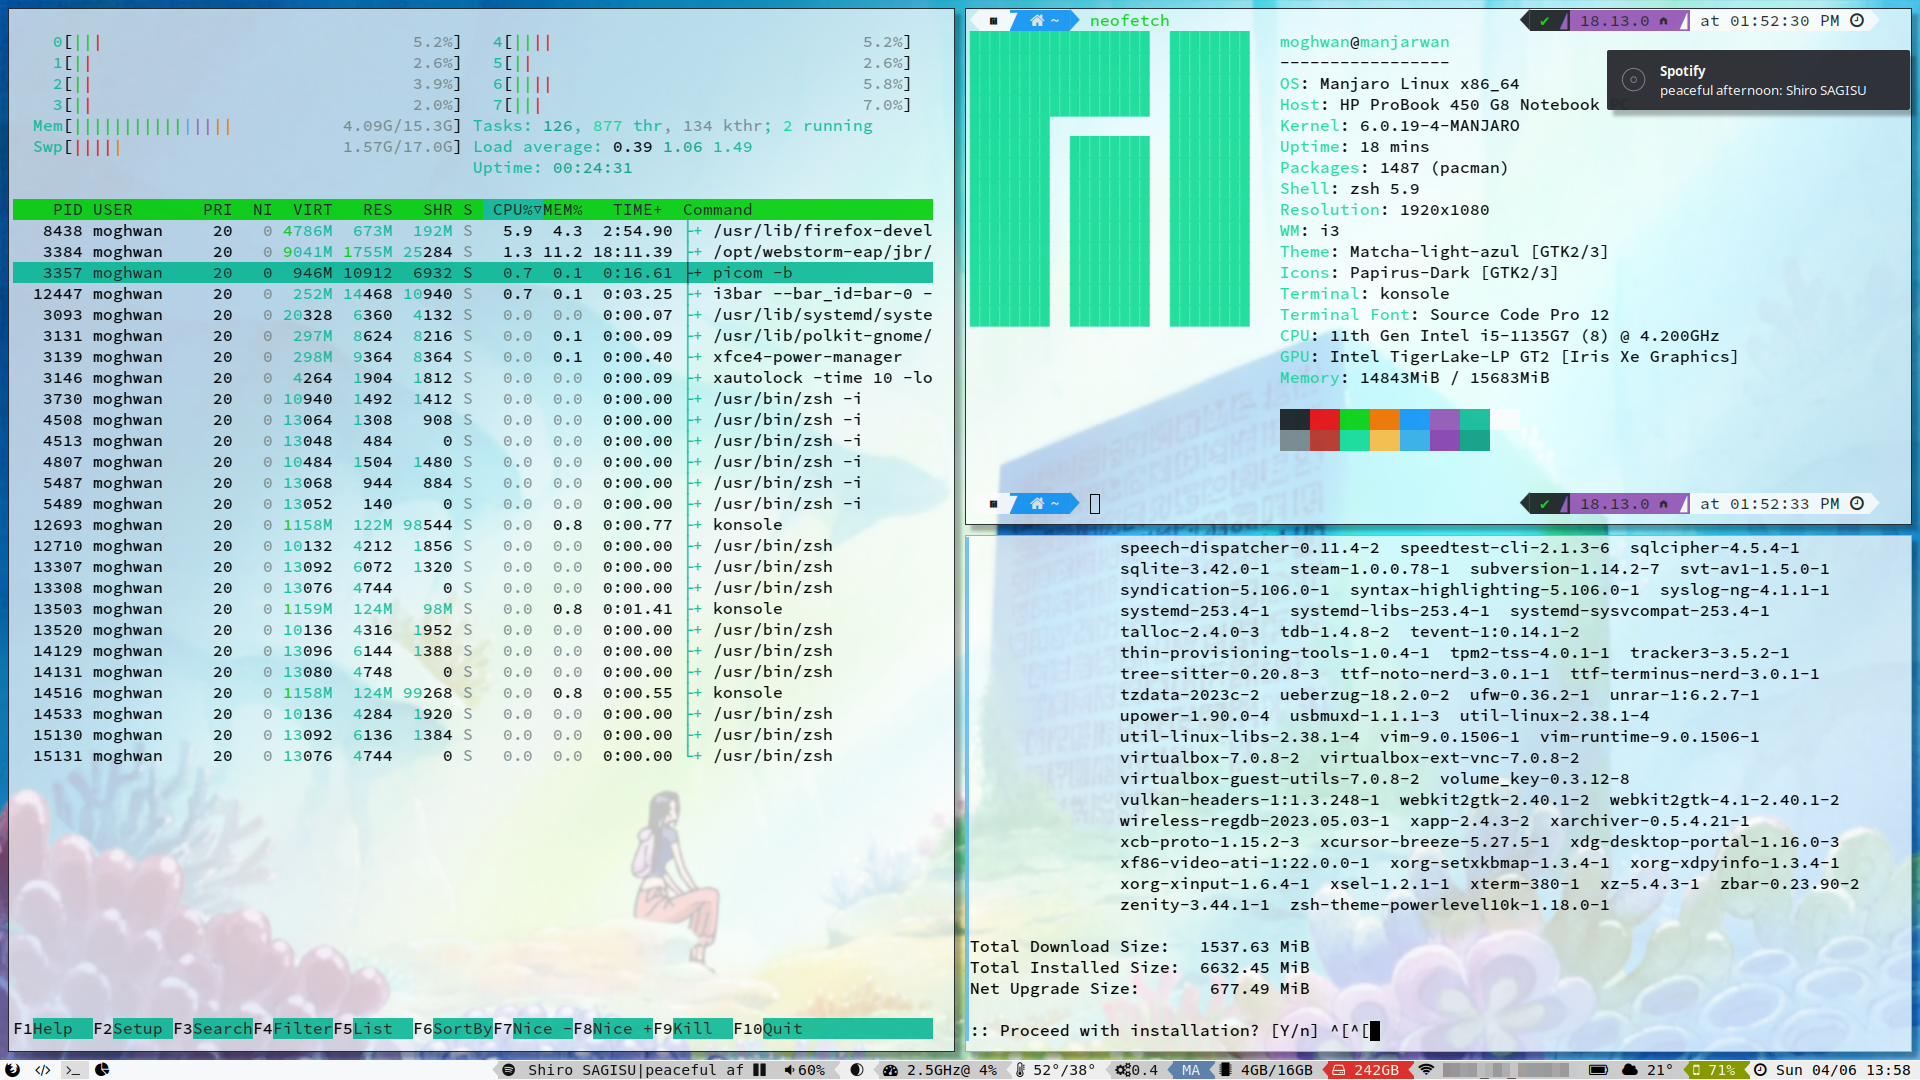 0[||| 5.2%] 4[|||| 5.2%]
1[|| 2.6%] 5[|| 2.6%]
2[|| 3.9%] 6[|||| 5.8%]
3[|| 2.0%] 7[||| 7.0%]
Mem[|||||||||||||||| 4.09G/15.3G] Tasks: 126, 877 thr, 134 kthr; 2 running
Swp[||||| 1.57G/17.0G] Load average: 0.39 1.06 1.49
Uptime: 00:24:31
PID USER PRI NI VIRT RES SHR S CPU%▽MEM% TIME+ Command
8438 moghwan 20 0 4786M 673M 192M S 5.9 4.3 2:54.90 ├+ /usr/lib/firefox-devel
3384 moghwan 20 0 9041M 1755M 25284 S 1.3 11.2 18:11.39 ├+ /opt/webstorm-eap/jbr/
3357 moghwan 20 0 946M 10912 6932 S 0.7 0.1 0:16.61 ├+ picom -b
12447 moghwan 20 0 252M 14468 10940 S 0.7 0.1 0:03.25 ├+ i3bar --bar_id=bar-0 -
3093 moghwan 20 0 20328 6360 4132 S 0.0 0.0 0:00.07 ├+ /usr/lib/systemd/syste
3131 moghwan 20 0 297M 8624 8216 S 0.0 0.1 0:00.09 ├+ /usr/lib/polkit-gnome/
3139 moghwan 20 0 298M 9364 8364 S 0.0 0.1 0:00.40 ├+ xfce4-power-manager
3146 moghwan 20 0 4264 1904 1812 S 0.0 0.0 0:00.09 ├+ xautolock -time 10 -lo
3730 moghwan 20 0 10940 1492 1412 S 0.0 0.0 0:00.00 ├+ /usr/bin/zsh -i
4508 moghwan 20 0 13064 1308 908 S 0.0 0.0 0:00.00 ├+ /usr/bin/zsh -i
4513 moghwan 20 0 13048 484 0 S 0.0 0.0 0:00.00 ├+ /usr/bin/zsh -i
4807 moghwan 20 0 10484 1504 1480 S 0.0 0.0 0:00.00 ├+ /usr/bin/zsh -i
5487 moghwan 20 0 13068 944 884 S 0.0 0.0 0:00.00 ├+ /usr/bin/zsh -i
5489 moghwan 20 0 13052 140 0 S 0.0 0.0 0:00.00 ├+ /usr/bin/zsh -i
12693 moghwan 20 0 1158M 122M 98544 S 0.0 0.8 0:00.77 ├+ konsole
12710 moghwan 20 0 10132 4212 1856 S 0.0 0.0 0:00.00 ├+ /usr/bin/zsh
13307 moghwan 20 0 13092 6072 1320 S 0.0 0.0 0:00.00 ├+ /usr/bin/zsh
13308 moghwan 20 0 13076 4744 0 S 0.0 0.0 0:00.00 ├+ /usr/bin/zsh
13503 moghwan 20 0 1159M 124M 98M S 0.0 0.8 0:01.41 ├+ konsole
13520 moghwan 20 0 10136 4316 1952 S 0.0 0.0 0:00.00 ├+ /usr/bin/zsh
14129 moghwan 20 0 13096 6144 1388 S 0.0 0.0 0:00.00 ├+ /usr/bin/zsh
14131 moghwan 20 0 13080 4748 0 S 0.0 0.0 0:00.00 ├+ /usr/bin/zsh
14516 moghwan 20 0 1158M 124M 99268 S 0.0 0.8 0:00.55 ├+ konsole
14533 moghwan 20 0 10136 4284 1920 S 0.0 0.0 0:00.00 ├+ /usr/bin/zsh
15130 moghwan 20 0 13092 6136 1384 S 0.0 0.0 0:00.00 ├+ /usr/bin/zsh
15131 moghwan 20 0 13076 4744 0 S 0.0 0.0 0:00.00 └+ /usr/bin/zsh
F1Help F2Setup F3SearchF4FilterF5List F6SortByF7Nice -F8Nice +F9Kill F10Quit
~ neofetch ✔ 18.13.0 at 01:52:30 PM
moghwan@manjarwan
-----------------
OS: Manjaro Linux x86_64
Host: HP ProBook 450 G8 Notebook
Kernel: 6.0.19-4-MANJARO
Uptime: 18 mins
Packages: 1487 (pacman)
Shell: zsh 5.9
Resolution: 1920x1080
WM: i3
Theme: Matcha-light-azul [GTK2/3]
Icons: Papirus-Dark [GTK2/3]
Terminal: konsole
Terminal Font: Source Code Pro 12
CPU: 11th Gen Intel i5-1135G7 (8) @ 4.200GHz
GPU: Intel TigerLake-LP GT2 [Iris Xe Graphics]
Memory: 14843MiB / 15683MiB
~ ✔ 18.13.0 at 01:52:33 PM
Spotify
peaceful afternoon: Shiro SAGISU
speech-dispatcher-0.11.4-2 speedtest-cli-2.1.3-6 sqlcipher-4.5.4-1
sqlite-3.42.0-1 steam-1.0.0.78-1 subversion-1.14.2-7 svt-av1-1.5.0-1
syndication-5.106.0-1 syntax-highlighting-5.106.0-1 syslog-ng-4.1.1-1
systemd-253.4-1 systemd-libs-253.4-1 systemd-sysvcompat-253.4-1
talloc-2.4.0-3 tdb-1.4.8-2 tevent-1:0.14.1-2
thin-provisioning-tools-1.0.4-1 tpm2-tss-4.0.1-1 tracker3-3.5.2-1
tree-sitter-0.20.8-3 ttf-noto-nerd-3.0.1-1 ttf-terminus-nerd-3.0.1-1
tzdata-2023c-2 ueberzug-18.2.0-2 ufw-0.36.2-1 unrar-1:6.2.7-1
upower-1.90.0-4 usbmuxd-1.1.1-3 util-linux-2.38.1-4
util-linux-libs-2.38.1-4 vim-9.0.1506-1 vim-runtime-9.0.1506-1
virtualbox-7.0.8-2 virtualbox-ext-vnc-7.0.8-2
virtualbox-guest-utils-7.0.8-2 volume_key-0.3.12-8
vulkan-headers-1:1.3.248-1 webkit2gtk-2.40.1-2 webkit2gtk-4.1-2.40.1-2
wireless-regdb-2023.05.03-1 xapp-2.4.3-2 xarchiver-0.5.4.21-1
xcb-proto-1.15.2-3 xcursor-breeze-5.27.5-1 xdg-desktop-portal-1.16.0-3
xf86-video-ati-1:22.0.0-1 xorg-setxkbmap-1.3.4-1 xorg-xdpyinfo-1.3.4-1
xorg-xinput-1.6.4-1 xsel-1.2.1-1 xterm-380-1 xz-5.4.3-1 zbar-0.23.90-2
zenity-3.44.1-1 zsh-theme-powerlevel10k-1.18.0-1
Total Download Size: 1537.63 MiB
Total Installed Size: 6632.45 MiB
Net Upgrade Size: 677.49 MiB
:: Proceed with installation? [Y/n] ^[^[
Shiro SAGISU|peaceful af 60% 2.5GHz@ 4% 52°/38° 0.4 MA 4GB/16GB 242GB 21° 71% Sun 04/06 13:58